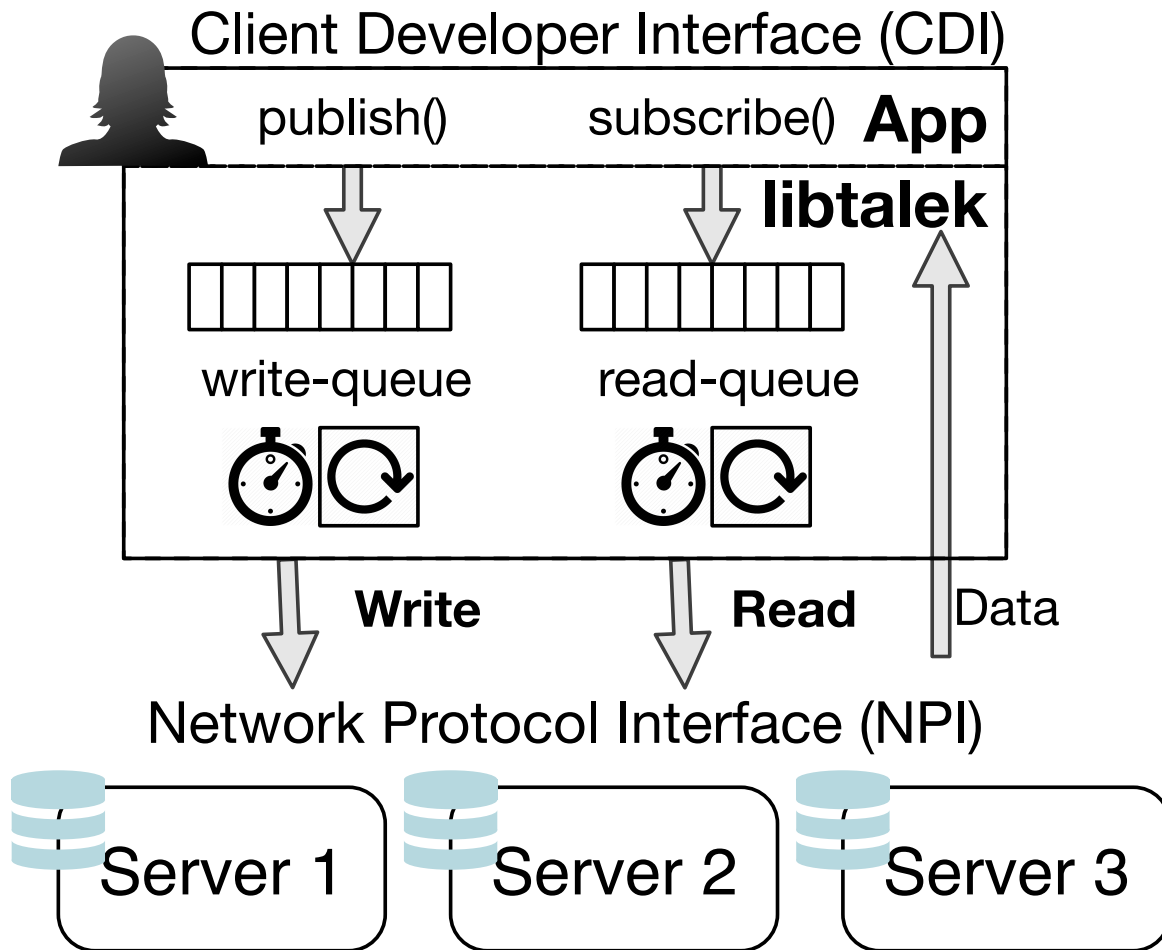 Client Developer Interface (CDI)
publish() subscribe() App
libtalek
write-queue read-queue
Write Read Data
Network Protocol Interface (NPI)
Server 1 Server 2 Server 3